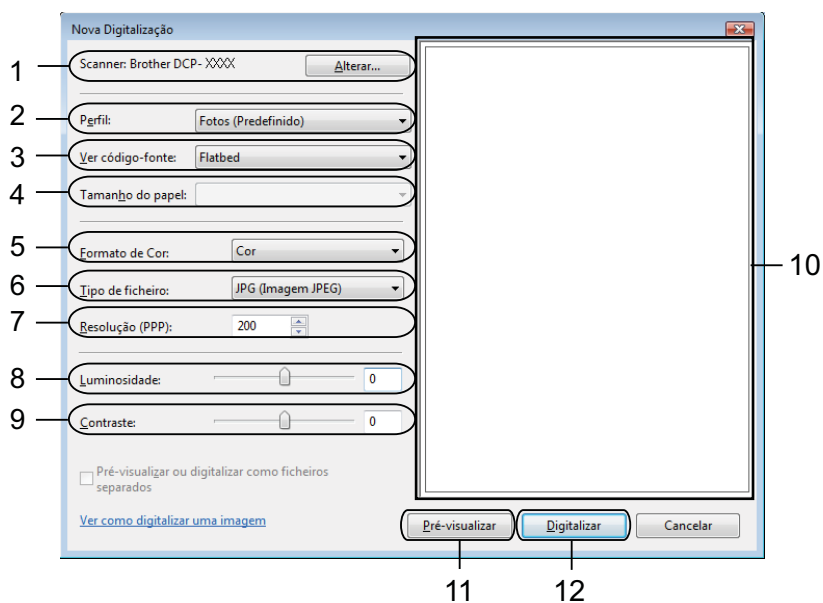 Nova Digitalização
1 Scanner: Brother DCP- XXXX Alterar...
2 Perfil: Fotos (Predefinido)
3 Ver código-fonte: Flatbed
4 Tamanho do papel:
5 Formato de Cor: Cor
6 Tipo de ficheiro: JPG (Imagem JPEG)
7 Resolução (PPP): 200
8 Luminosidade: 0
9 Contraste: 0
10
Pré-visualizar ou digitalizar como ficheiros
separados
Ver como digitalizar uma imagem
Pré-visualizar Digitalizar Cancelar
11 12